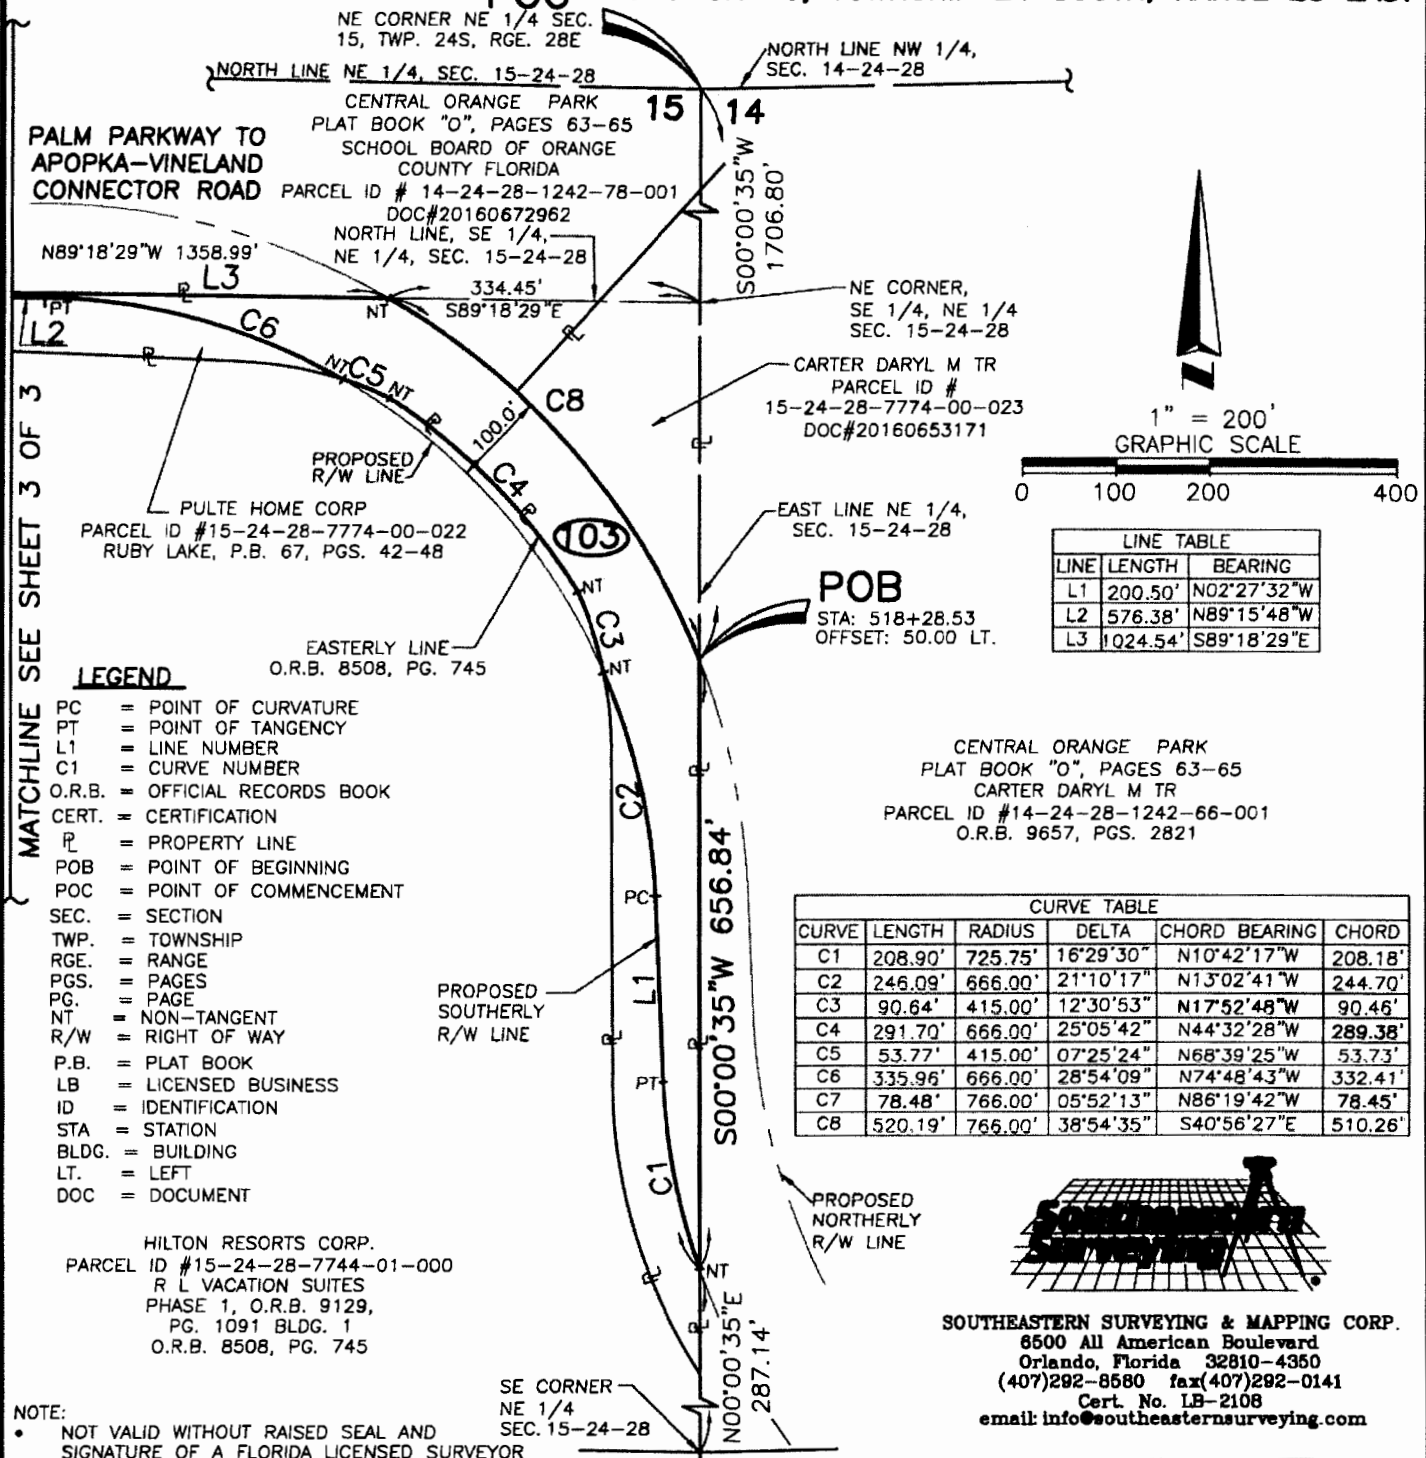 POC
NE CORNER NE 1/4 SEC.
15, TWP. 24S, RGE. 28E
NORTH LINE NW 1/4,
SEC. 14-24-28
NORTH LINE NE 1/4, SEC. 15-24-28
15 14
CENTRAL ORANGE PARK
PLAT BOOK "O", PAGES 63-65
SCHOOL BOARD OF ORANGE
COUNTY FLORIDA
PARCEL ID # 14-24-28-1242-78-001
DOC#20160672962
PALM PARKWAY TO
APOPKA-VINELAND
CONNECTOR ROAD
S00°00'35"W
1706.80'
NORTH LINE, SE 1/4,
NE 1/4, SEC. 15-24-28
N89°18'29"W 1358.99'
L3
334.45'
S89°18'29"E
NT
PT
L2
C6
NT
C5
NT
C8
100.0'
C4
103
NT
C3
NT
C2
PC
L1
PT
C1
NT
NE CORNER,
SE 1/4, NE 1/4
SEC. 15-24-28
CARTER DARYL M TR
PARCEL ID #
15-24-28-7774-00-023
DOC#20160653171
1" = 200'
GRAPHIC SCALE
0 100 200 400
PROPOSED
R/W LINE
PULTE HOME CORP
PARCEL ID #15-24-28-7774-00-022
RUBY LAKE, P.B. 67, PGS. 42-48
EAST LINE NE 1/4,
SEC. 15-24-28
POB
STA: 518+28.53
OFFSET: 50.00 LT.
EASTERLY LINE
O.R.B. 8508, PG. 745
MATCHLINE SEE SHEET 3 OF 3
LINE TABLE
LINE LENGTH BEARING
L1 200.50' N02°27'32"W
L2 576.38' N89°15'48"W
L3 1024.54' S89°18'29"E
LEGEND
PC = POINT OF CURVATURE
PT = POINT OF TANGENCY
L1 = LINE NUMBER
C1 = CURVE NUMBER
O.R.B. = OFFICIAL RECORDS BOOK
CERT. = CERTIFICATION
PL = PROPERTY LINE
POB = POINT OF BEGINNING
POC = POINT OF COMMENCEMENT
SEC. = SECTION
TWP. = TOWNSHIP
RGE. = RANGE
PGS. = PAGES
PG. = PAGE
NT = NON-TANGENT
R/W = RIGHT OF WAY
P.B. = PLAT BOOK
LB = LICENSED BUSINESS
ID = IDENTIFICATION
STA = STATION
BLDG. = BUILDING
LT. = LEFT
DOC = DOCUMENT
CENTRAL ORANGE PARK
PLAT BOOK "O", PAGES 63-65
CARTER DARYL M TR
PARCEL ID #14-24-28-1242-66-001
O.R.B. 9657, PGS. 2821
PROPOSED
SOUTHERLY
R/W LINE
S00°00'35"W 656.84'
CURVE TABLE
CURVE LENGTH RADIUS DELTA CHORD BEARING CHORD
C1 208.90' 725.75' 16°29'30" N10°42'17"W 208.18'
C2 246.09' 666.00' 21°10'17" N13°02'41"W 244.70'
C3 90.64' 415.00' 12°30'53" N17°52'48"W 90.46'
C4 291.70' 666.00' 25°05'42" N44°32'28"W 289.38'
C5 53.77' 415.00' 07°25'24" N68°39'25"W 53.73'
C6 335.96' 666.00' 28°54'09" N74°48'43"W 332.41'
C7 78.48' 766.00' 05°52'13" N86°19'42"W 78.45'
C8 520.19' 766.00' 38°54'35" S40°56'27"E 510.26'
PROPOSED
NORTHERLY
R/W LINE
HILTON RESORTS CORP.
PARCEL ID #15-24-28-7744-01-000
R L VACATION SUITES
PHASE 1, O.R.B. 9129,
PG. 1091 BLDG. 1
O.R.B. 8508, PG. 745
N00°00'35"E
287.14'
SE CORNER
NE 1/4
SEC. 15-24-28
Southeastern
Surveying
SOUTHEASTERN SURVEYING & MAPPING CORP.
6500 All American Boulevard
Orlando, Florida 32810-4350
(407)292-8580 fax(407)292-0141
Cert. No. LB-2108
email: info@southeasternsurveying.com
NOTE:
• NOT VALID WITHOUT RAISED SEAL AND
SIGNATURE OF A FLORIDA LICENSED SURVEYOR